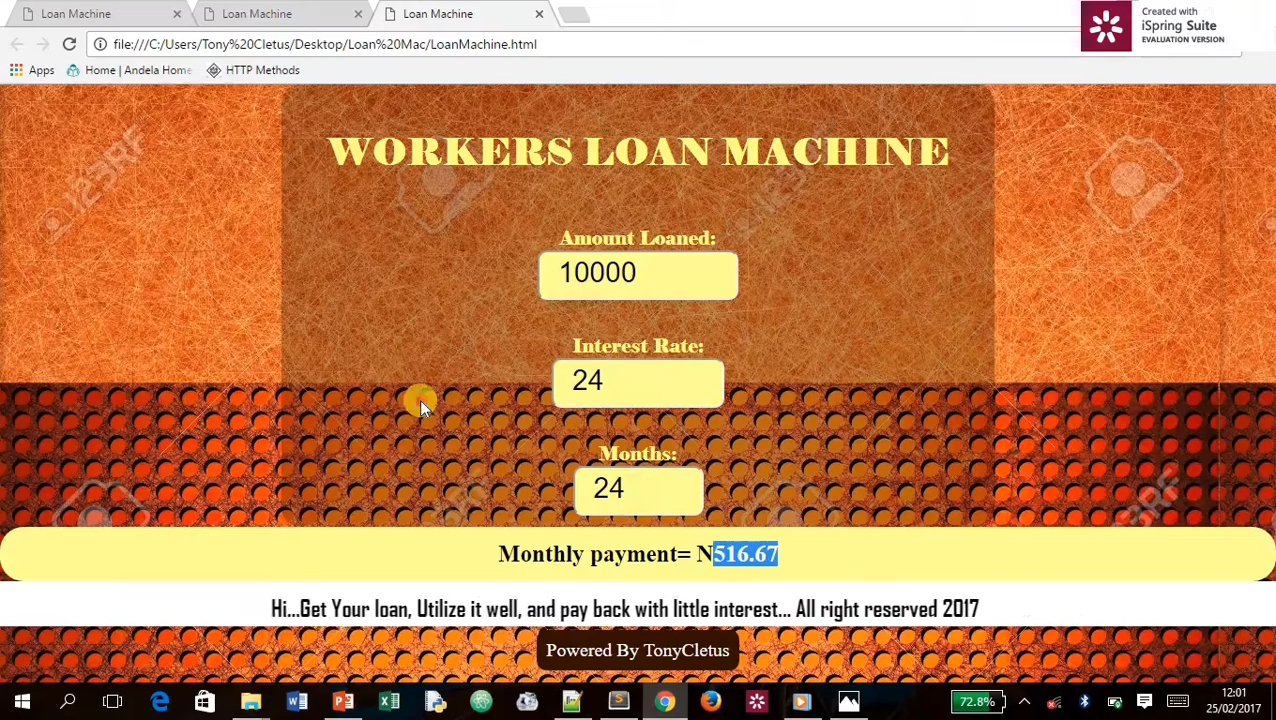 Loan Machine
Loan Machine
Loan Machine
Created with
iSpring Suite
EVALUATION VERSION
file:///C:/Users/Tony%20Cletus/Desktop/Loan%20Mac/LoanMachine.html
Apps
Home | Andela Home
HTTP Methods
WORKERS LOAN MACHINE
Amount Loaned:
10000
Interest Rate:
24
Months:
24
Monthly payment= N516.67
Hi...Get Your loan, Utilize it well, and pay back with little interest... All right reserved 2017
Powered By TonyCletus
123RF
123RF
123RF
72.8%
12:01
25/02/2017